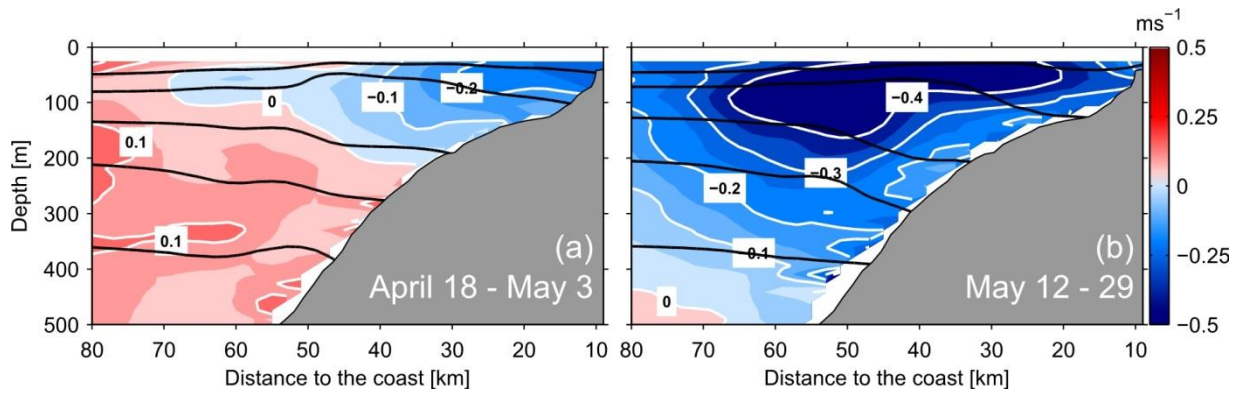 ms−1
0
100
200
300
400
500
Depth [m]
0
−0.1
−0.2
0.1
0.1
(a)
April 18 - May 3
80 70 60 50 40 30 20 10
Distance to the coast [km]
−0.4
−0.3
−0.2
−0.1
0
(b)
May 12 - 29
80 70 60 50 40 30 20 10
Distance to the coast [km]
0.5
0.25
0
−0.25
−0.5